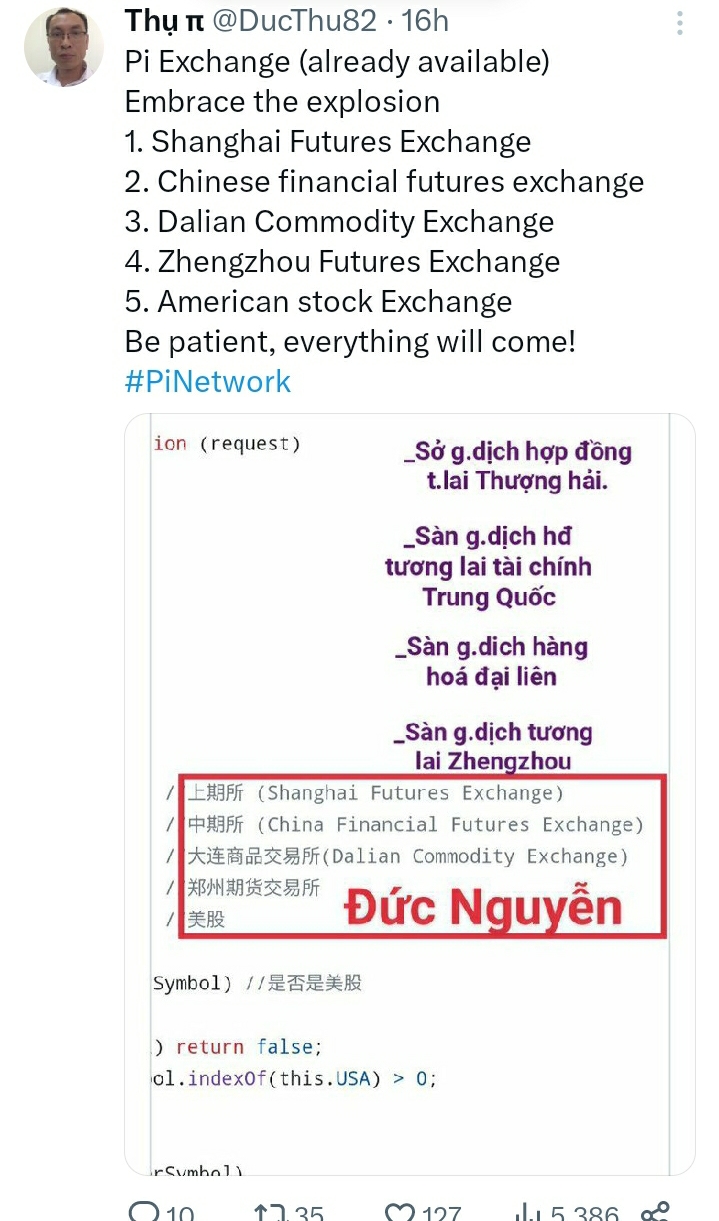 Thụ π @DucThu82 · 16h
Pi Exchange (already available)
Embrace the explosion
1. Shanghai Futures Exchange
2. Chinese financial futures exchange
3. Dalian Commodity Exchange
4. Zhengzhou Futures Exchange
5. American stock Exchange
Be patient, everything will come!
#PiNetwork
ion (request)
_Sở g.dịch hợp đồng
t.lai Thượng hải.
_Sàn g.dịch hđ
tương lai tài chính
Trung Quốc
_Sàn g.dich hàng
hoá đại liên
_Sàn g.dịch tương
lai Zhengzhou
//上期所 (Shanghai Futures Exchange)
//中期所 (China Financial Futures Exchange)
//大连商品交易所(Dalian Commodity Exchange)
//郑州期货交易所
//美股
Đức Nguyễn
Symbol) //是否是美股
) return false;
ol.indexOf(this.USA) > 0;
rSymbol)
10 35 127 5,386